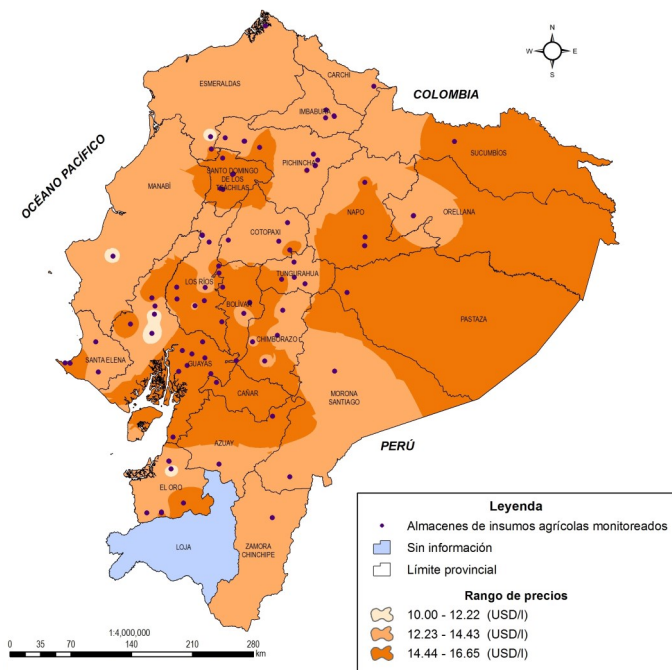 N
W E
S
CARCHI
ESMERALDAS
COLOMBIA
IMBABURA
OCÉANO PACÍFICO
SUCUMBÍOS
PICHINCHA
SANTO DOMINGO
DE LOS
TSÁCHILAS
MANABÍ
NAPO
ORELLANA
COTOPAXI
TUNGURAHUA
LOS RÍOS
BOLÍVAR
PASTAZA
CHIMBORAZO
SANTA ELENA
GUAYAS
CAÑAR
MORONA
SANTIAGO
AZUAY
PERÚ
EL ORO
LOJA
ZAMORA
CHINCHIPE
Leyenda
Almacenes de insumos agrícolas monitoreados
Sin información
Límite provincial
Rango de precios
10.00 - 12.22 (USD/l)
12.23 - 14.43 (USD/l)
14.44 - 16.65 (USD/l)
1:4,000,000
0 35 70 140 210 280
km